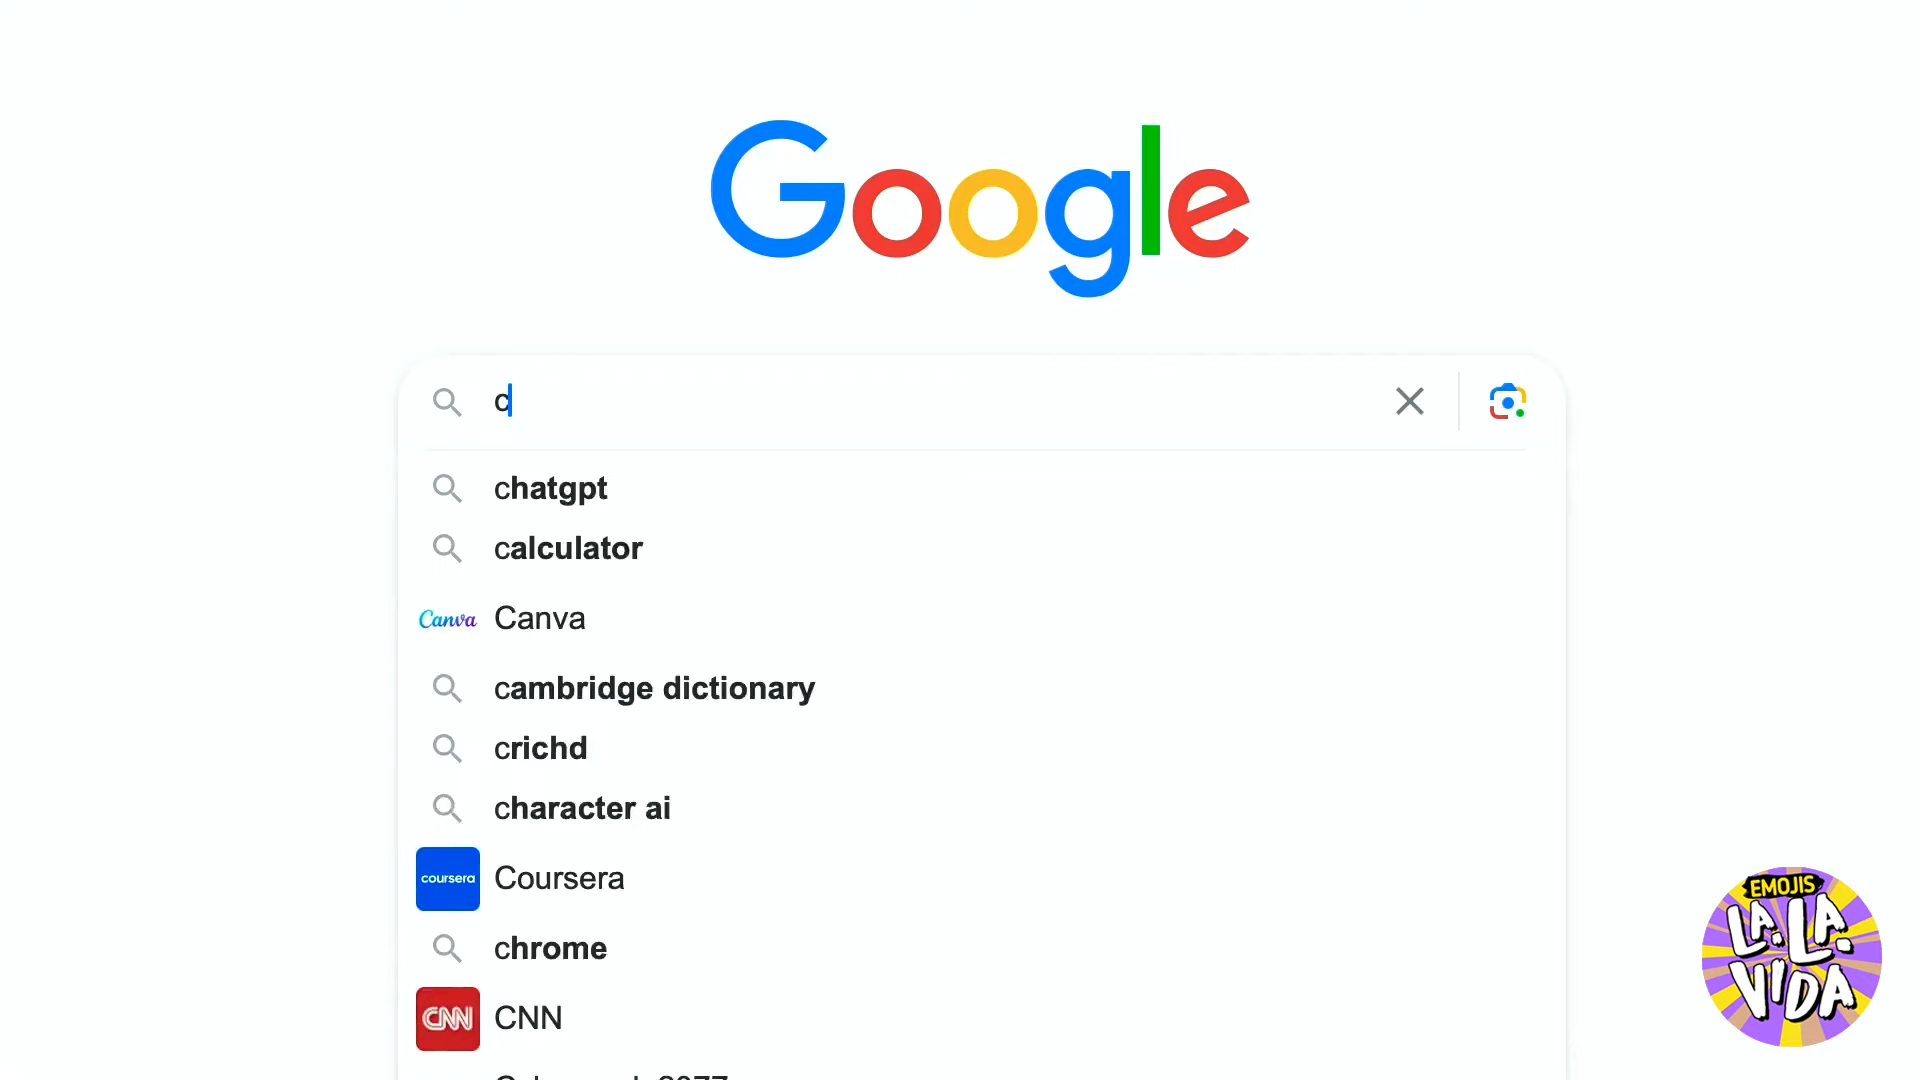 Google
c
chatgpt
calculator
Canva Canva
cambridge dictionary
crichd
character ai
coursera Coursera
chrome
CNN CNN
EMOJIS
LA.LA.
VIDA